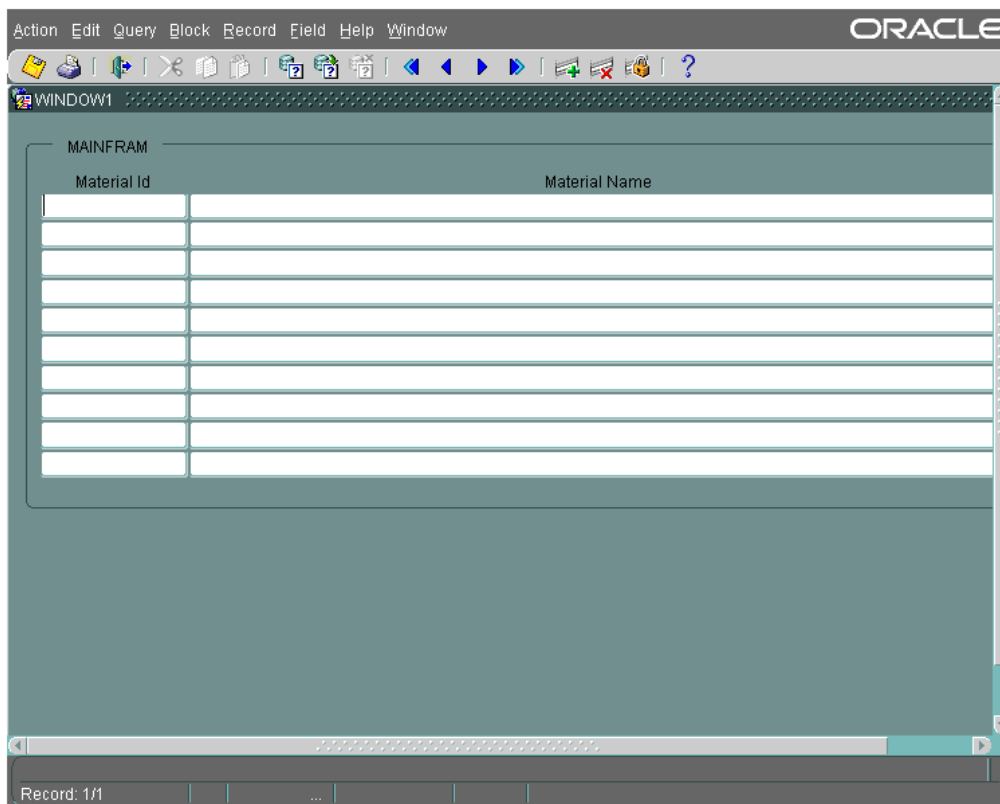 Action Edit Query Block Record Field Help Window
ORACLE
WINDOW1
MAINFRAM
Material Id Material Name
Record: 1/1
...